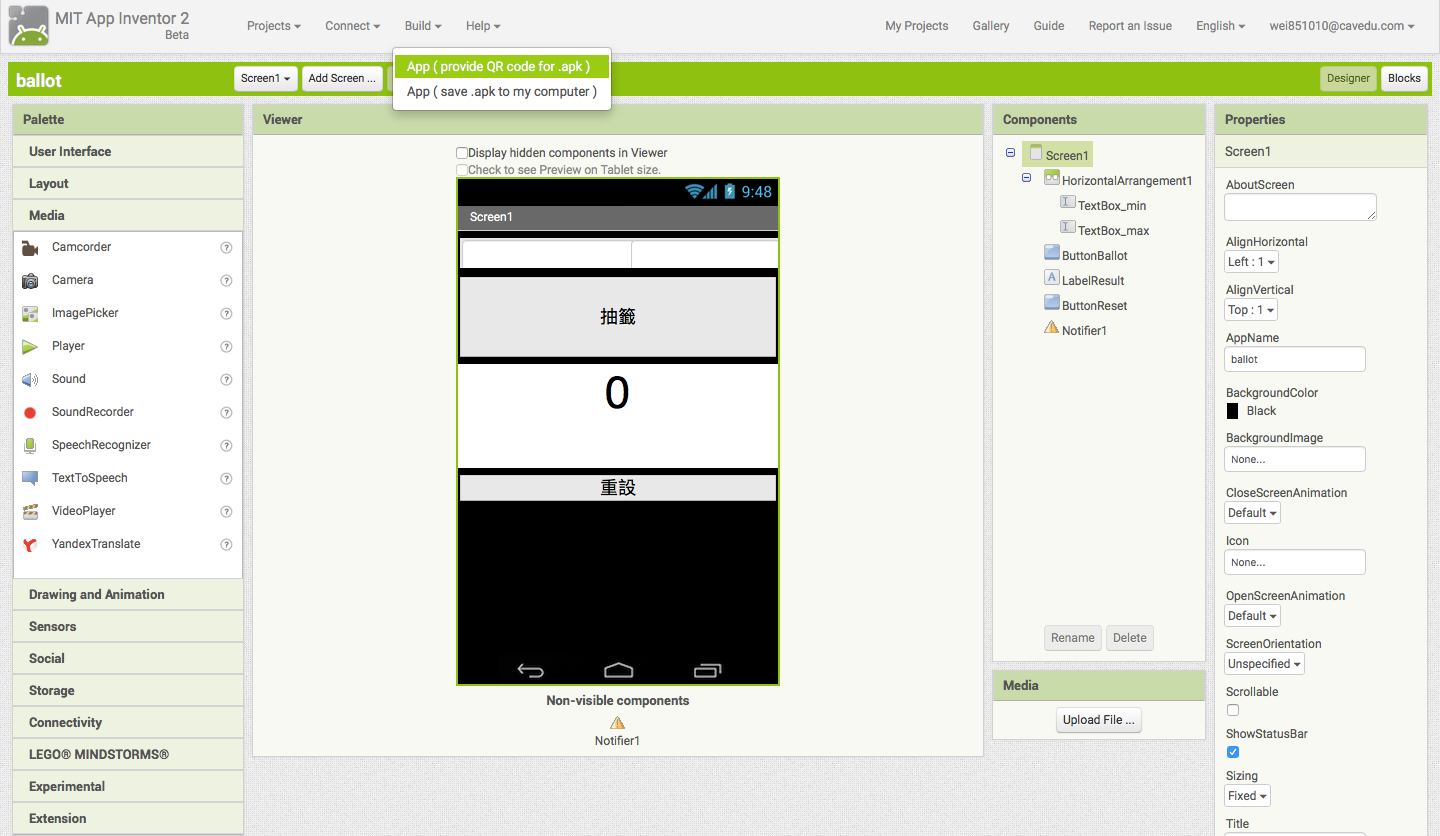 MIT App Inventor 2
Beta
Projects
Connect
Build
Help
My Projects
Gallery
Guide
Report an Issue
English
wei851010@cavedu.com
App ( provide QR code for .apk )
App ( save .apk to my computer )
ballot
Screen1
Add Screen ...
Designer
Blocks
Palette
User Interface
Layout
Media
Camcorder
?
Camera
?
ImagePicker
?
Player
?
Sound
?
SoundRecorder
?
SpeechRecognizer
?
TextToSpeech
?
VideoPlayer
?
YandexTranslate
?
Drawing and Animation
Sensors
Social
Storage
Connectivity
LEGO® MINDSTORMS®
Experimental
Extension
Viewer
Display hidden components in Viewer
Check to see Preview on Tablet size.
9:48
Screen1
抽籤
0
重設
Non-visible components
Notifier1
Components
Screen1
HorizontalArrangement1
TextBox_min
TextBox_max
ButtonBallot
A LabelResult
ButtonReset
Notifier1
Rename
Delete
Media
Upload File ...
Properties
Screen1
AboutScreen
AlignHorizontal
Left : 1
AlignVertical
Top : 1
AppName
ballot
BackgroundColor
Black
BackgroundImage
None...
CloseScreenAnimation
Default
Icon
None...
OpenScreenAnimation
Default
ScreenOrientation
Unspecified
Scrollable
ShowStatusBar
Sizing
Fixed
Title